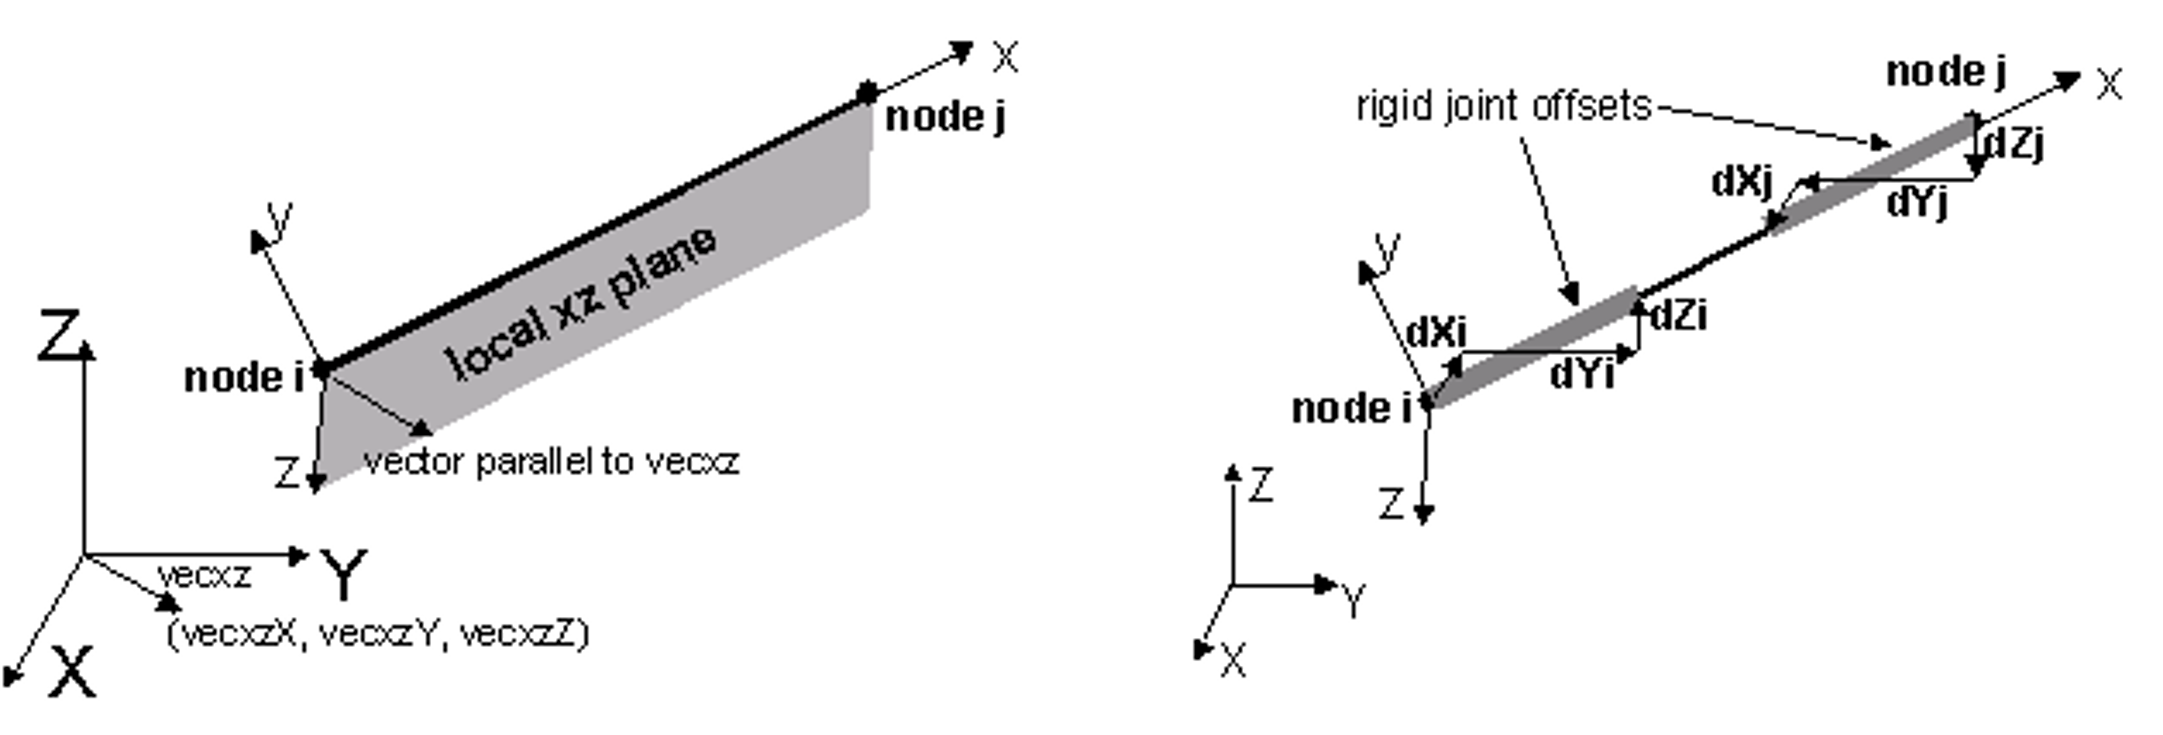 X
node j
y
local xz plane
Z
node i
Z
vector parallel to vecxz
Y
vecxz
(vecxzX, vecxzY, vecxzZ)
X
node j
X
rigid joint offsets
dZj
dXj
dYj
y
dZi
dXi
dYi
node i
Z
Z
Y
X